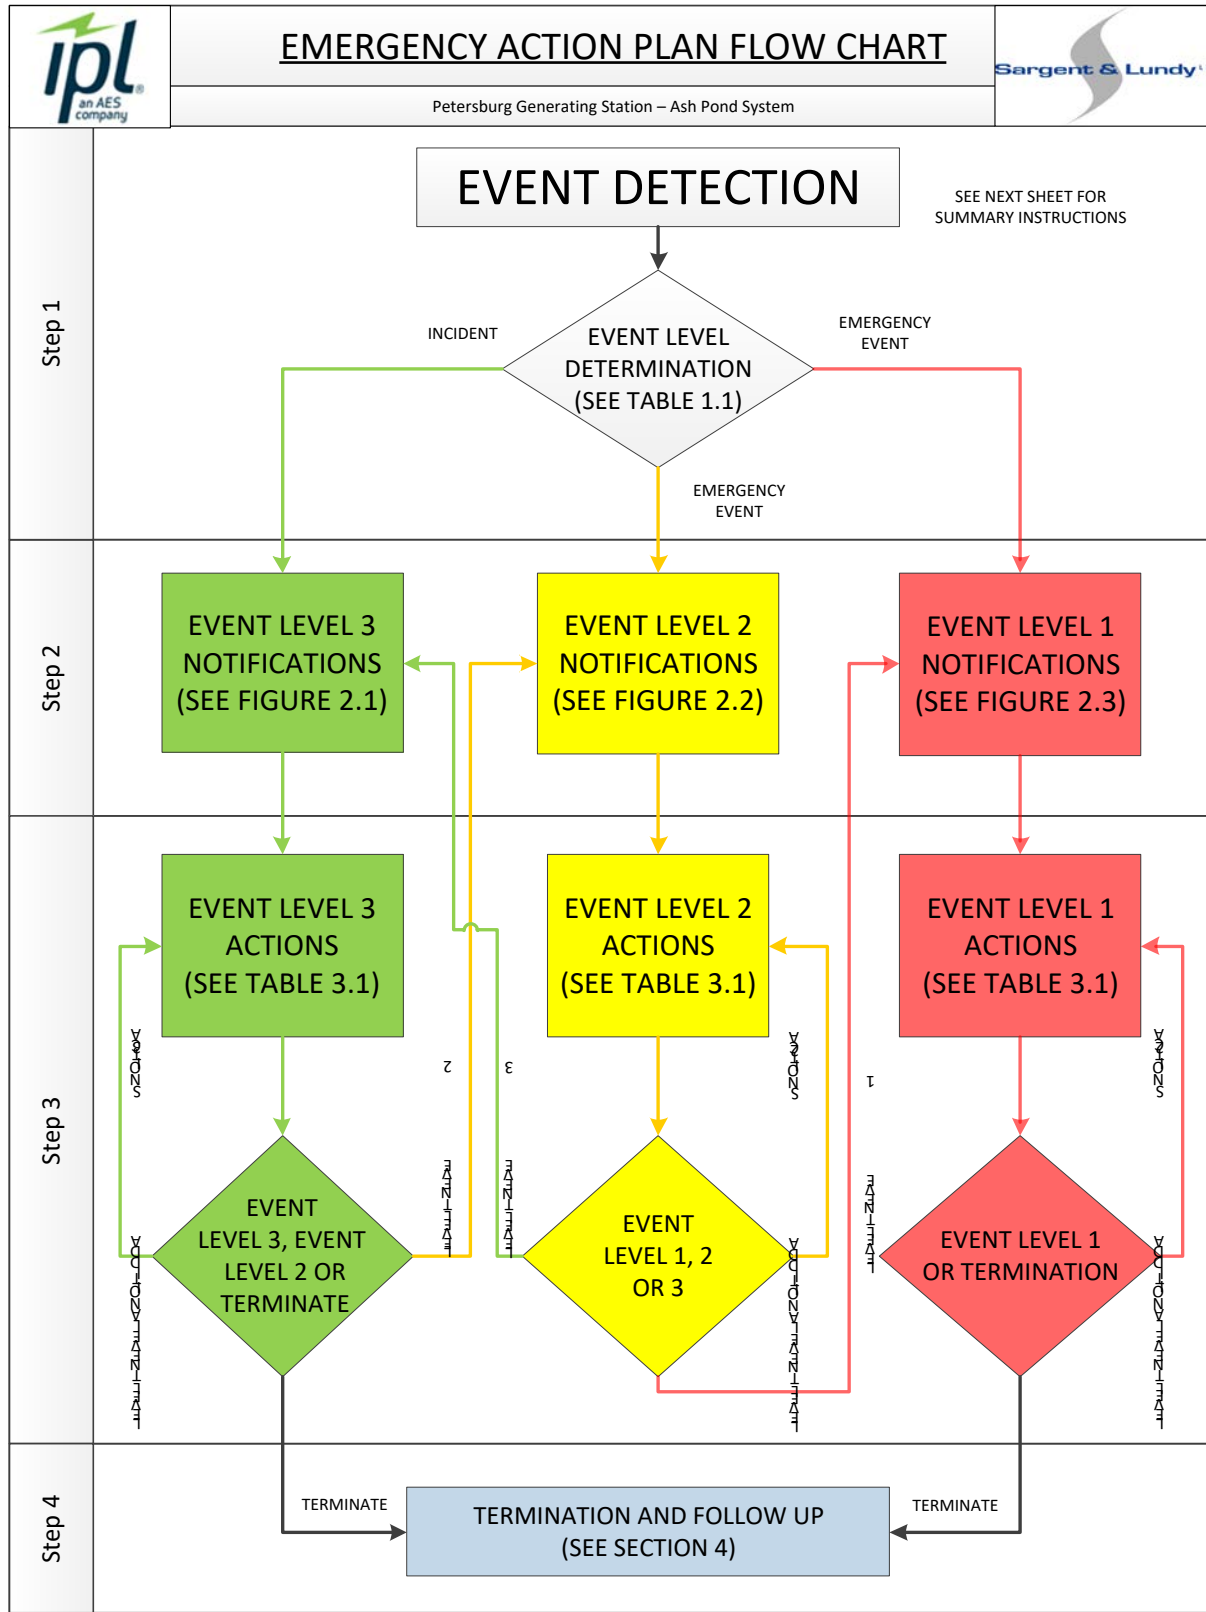 ipl®
an AES
company
EMERGENCY ACTION PLAN FLOW CHART
Petersburg Generating Station – Ash Pond System
Sargent & Lundy
EVENT DETECTION
SEE NEXT SHEET FOR
SUMMARY INSTRUCTIONS
Step 1
INCIDENT
EVENT LEVEL
DETERMINATION
(SEE TABLE 1.1)
EMERGENCY
EVENT
EMERGENCY
EVENT
Step 2
EVENT LEVEL 3
NOTIFICATIONS
(SEE FIGURE 2.1)
EVENT LEVEL 2
NOTIFICATIONS
(SEE FIGURE 2.2)
EVENT LEVEL 1
NOTIFICATIONS
(SEE FIGURE 2.3)
Step 3
EVENT LEVEL 3
ACTIONS
(SEE TABLE 3.1)
EVENT LEVEL 2
ACTIONS
(SEE TABLE 3.1)
EVENT LEVEL 1
ACTIONS
(SEE TABLE 3.1)
2
3
1
EVENT
LEVEL 3, EVENT
LEVEL 2 OR
TERMINATE
EVENT
LEVEL 1, 2
OR 3
EVENT LEVEL 1
OR TERMINATION
Step 4
TERMINATE
TERMINATION AND FOLLOW UP
(SEE SECTION 4)
TERMINATE